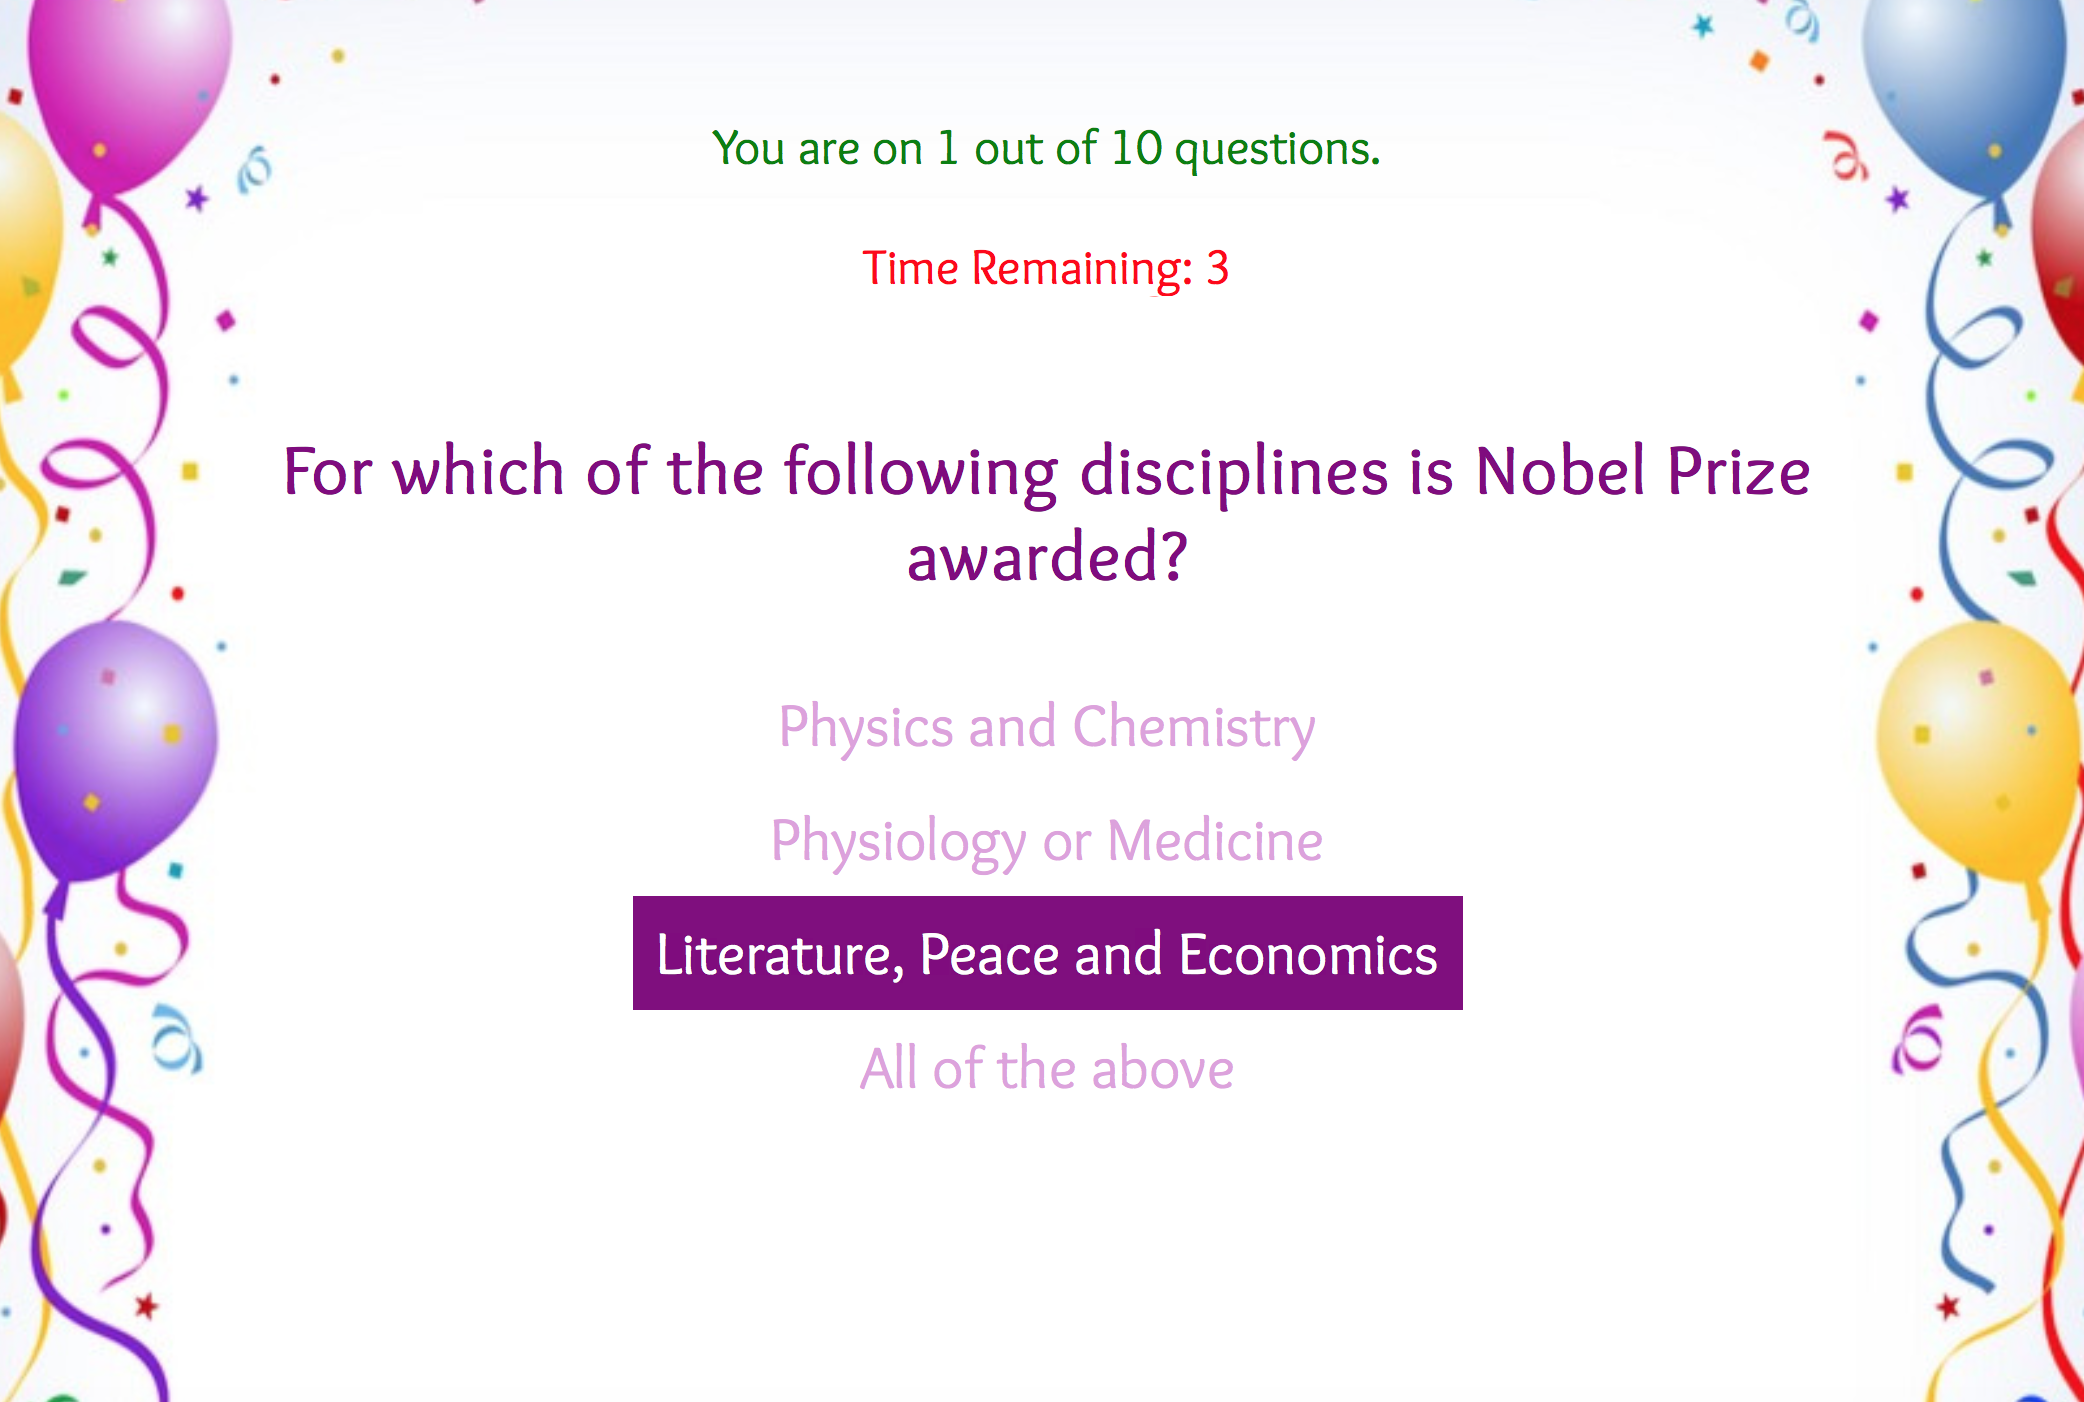 You are on 1 out of 10 questions.
Time Remaining: 3
For which of the following disciplines is Nobel Prize
awarded?
Physics and Chemistry
Physiology or Medicine
Literature, Peace and Economics
All of the above